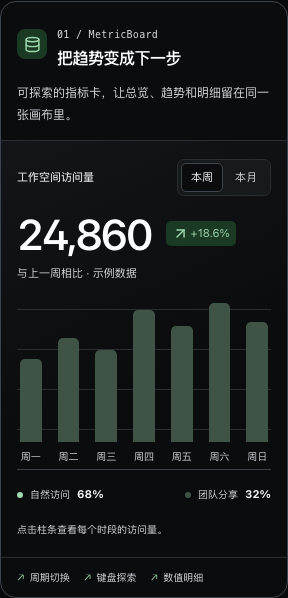 01 / MetricBoard
把趋势变成下一步
可探索的指标卡，让总览、趋势和明细留在同一
张画布里。
工作空间访问量
本周 本月
24,860 +18.6%
与上一周相比 · 示例数据
周一 周二 周三 周四 周五 周六 周日
自然访问 68% 团队分享 32%
点击柱条查看每个时段的访问量。
周期切换 键盘探索 数值明细